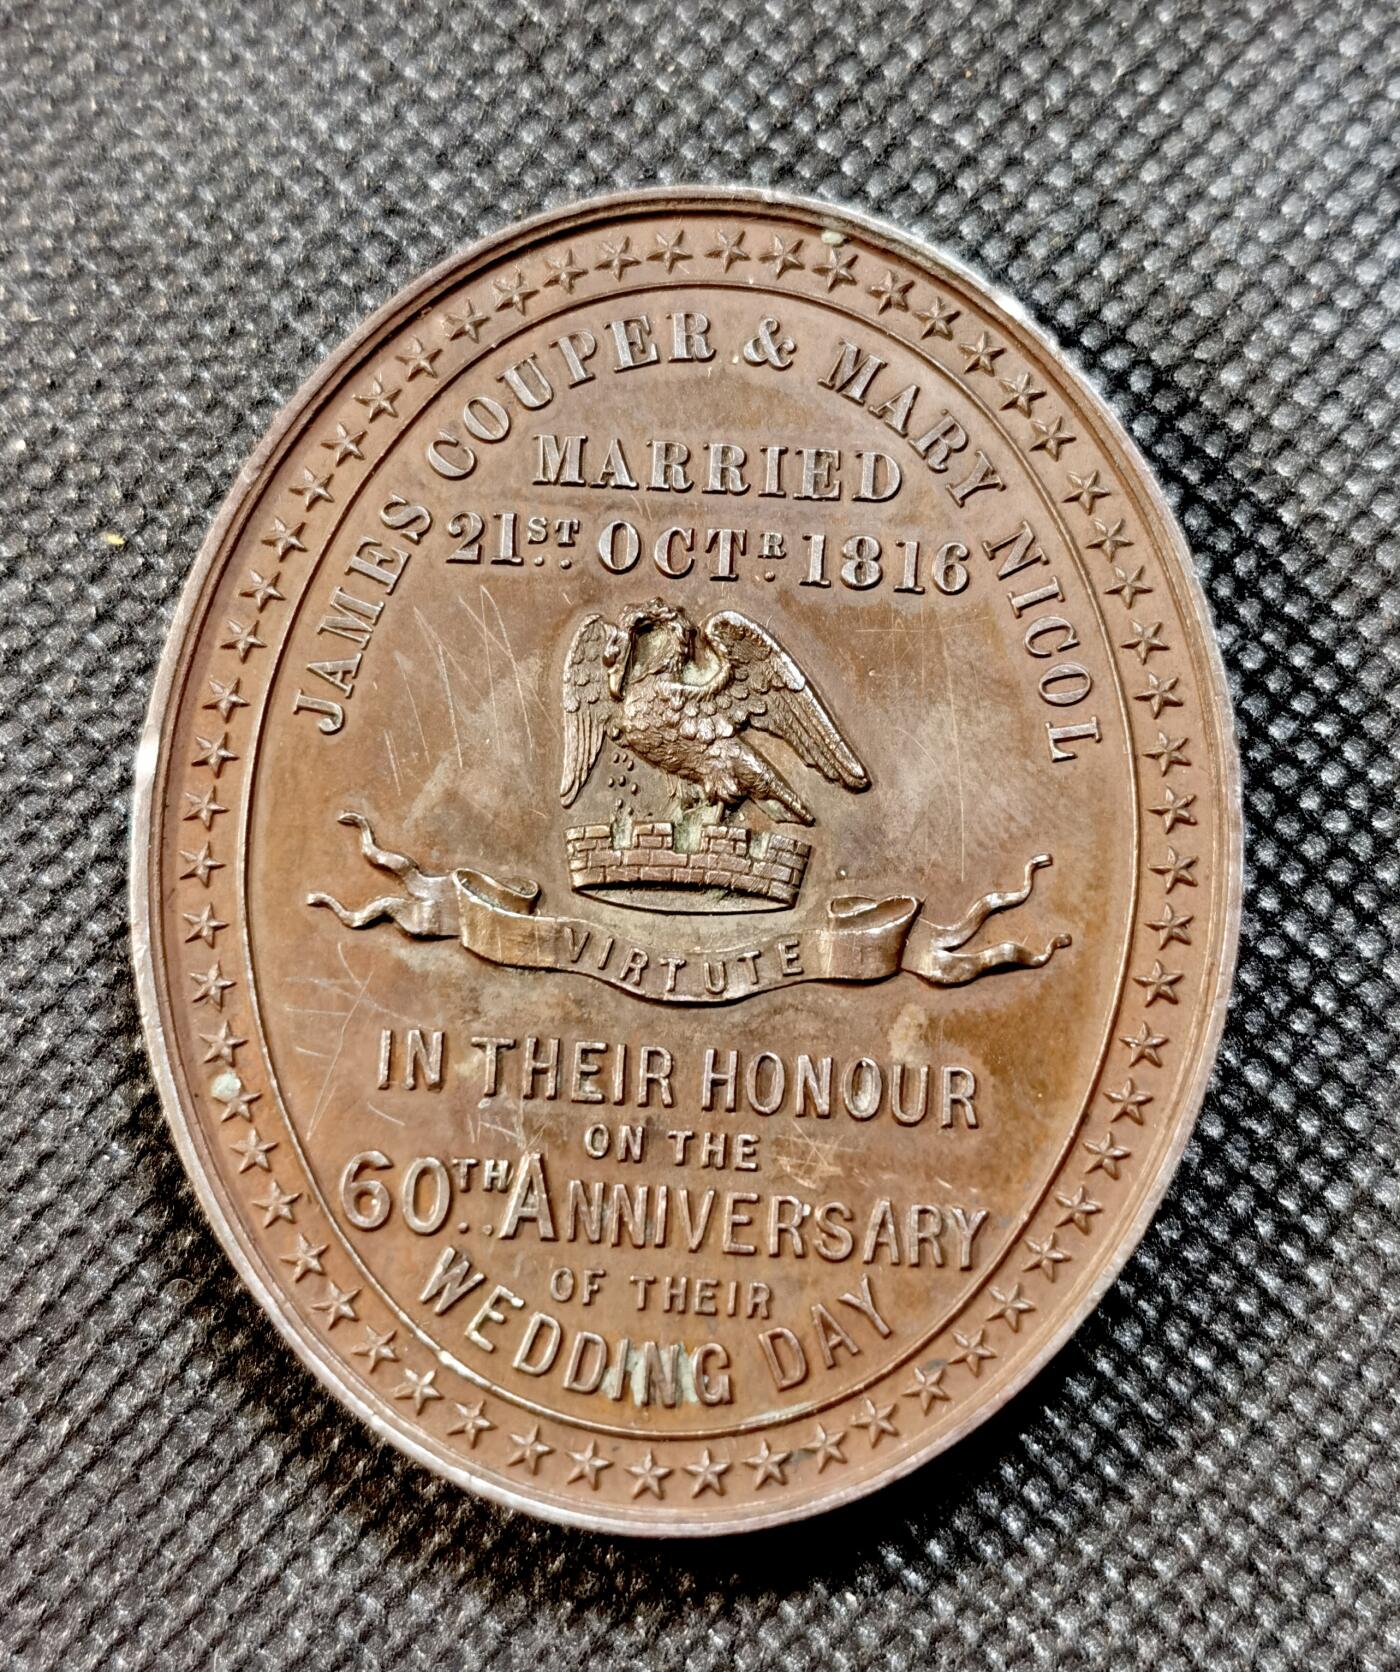 JAMES COUPER & MARY NICOL
MARRIED
21ST OCTR 1816
VIRTUTE
IN THEIR HONOUR
ON THE
60TH ANNIVERSARY
OF THEIR
WEDDING DAY